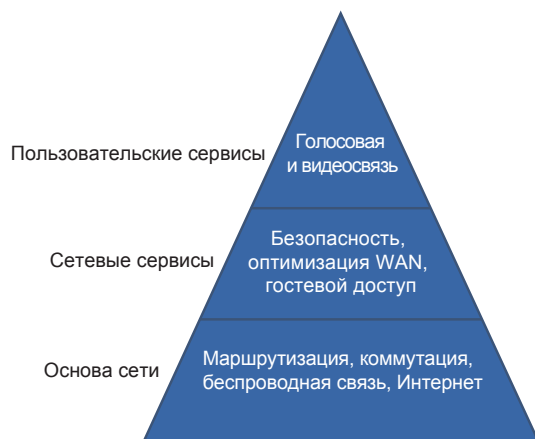 Пользовательские сервисы
Голосовая
и видеосвязь
Сетевые сервисы
Безопасность,
оптимизация WAN,
гостевой доступ
Основа сети
Маршрутизация, коммутация,
беспроводная связь, Интернет